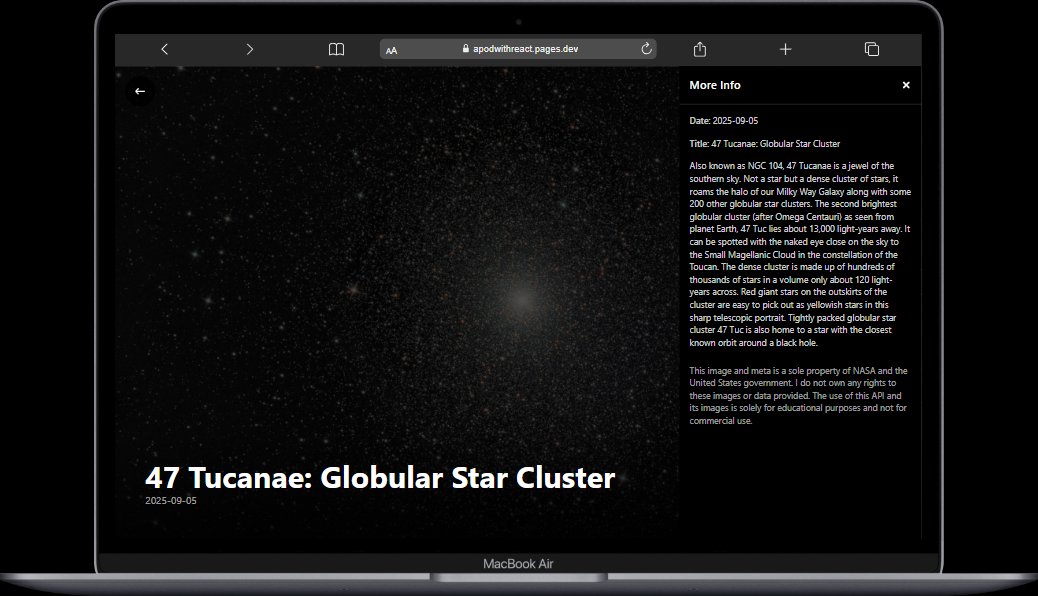 AA apodwithreact.pages.dev
More Info
Date: 2025-09-05
Title: 47 Tucanae: Globular Star Cluster
Also known as NGC 104, 47 Tucanae is a jewel of the
southern sky. Not a star but a dense cluster of stars, it
roams the halo of our Milky Way Galaxy along with some
200 other globular star clusters. The second brightest
globular cluster (after Omega Centauri) as seen from
planet Earth, 47 Tuc lies about 13,000 light-years away. It
can be spotted with the naked eye close on the sky to
the Small Magellanic Cloud in the constellation of the
Toucan. The dense cluster is made up of hundreds of
thousands of stars in a volume only about 120 light-
years across. Red giant stars on the outskirts of the
cluster are easy to pick out as yellowish stars in this
sharp telescopic portrait. Tightly packed globular star
cluster 47 Tuc is also home to a star with the closest
known orbit around a black hole.
This image and meta is a sole property of NASA and the
United States government. I do not own any rights to
these images or data provided. The use of this API and
its images is solely for educational purposes and not for
commercial use.
47 Tucanae: Globular Star Cluster
2025-09-05
MacBook Air